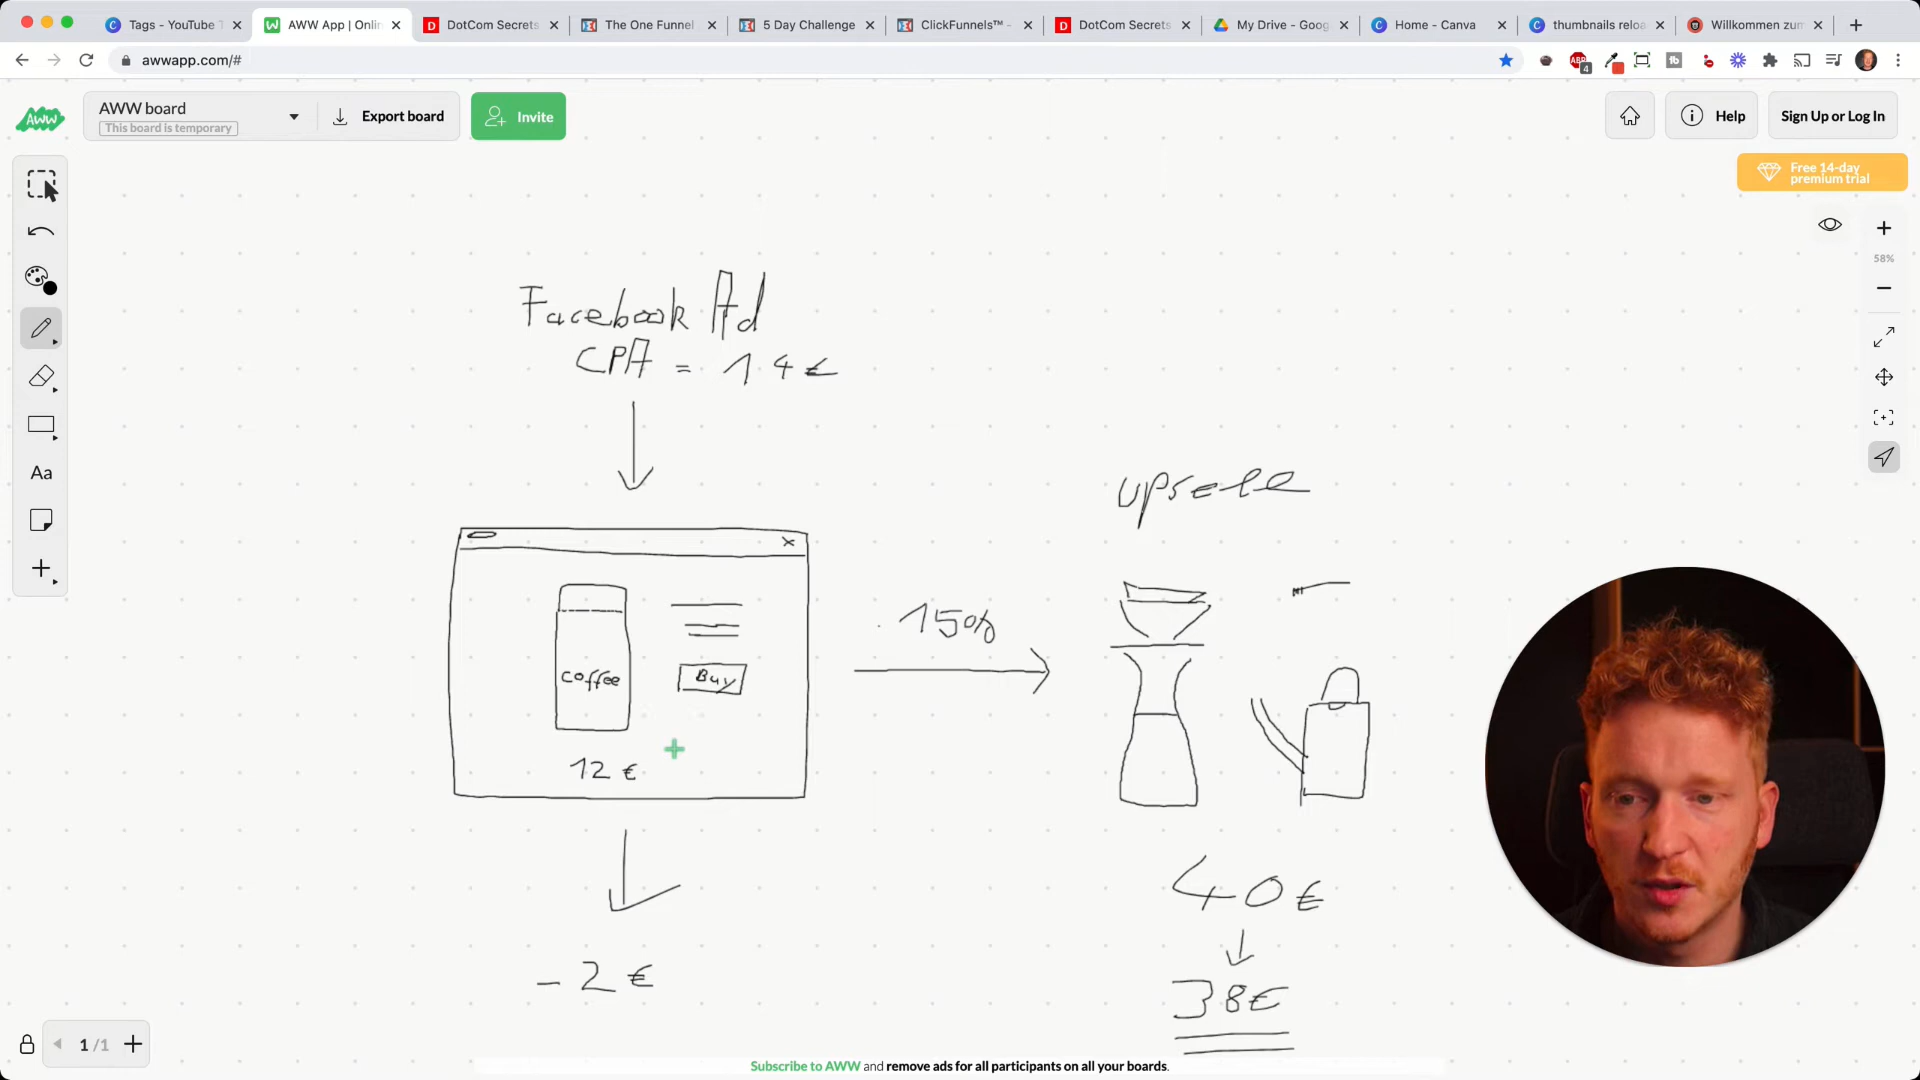 Tags - YouTube T
AWW App | Onlin
DotCom Secrets
The One Funnel
5 Day Challenge
ClickFunnels™ -
DotCom Secrets
My Drive - Goog
Home - Canva
thumbnails reloa
Willkommen zum
awwapp.com/#
AWW
AWW board
This board is temporary
Export board
Invite
Help
Sign Up or Log In
Free 14-day
premium trial
58%
Aa
Facebook Ad
CPA = 14€
upsell
Coffee
Buy
12 €
15%
- 2 €
40€
38€
1 /1
Subscribe to AWW and remove ads for all participants on all your boards.